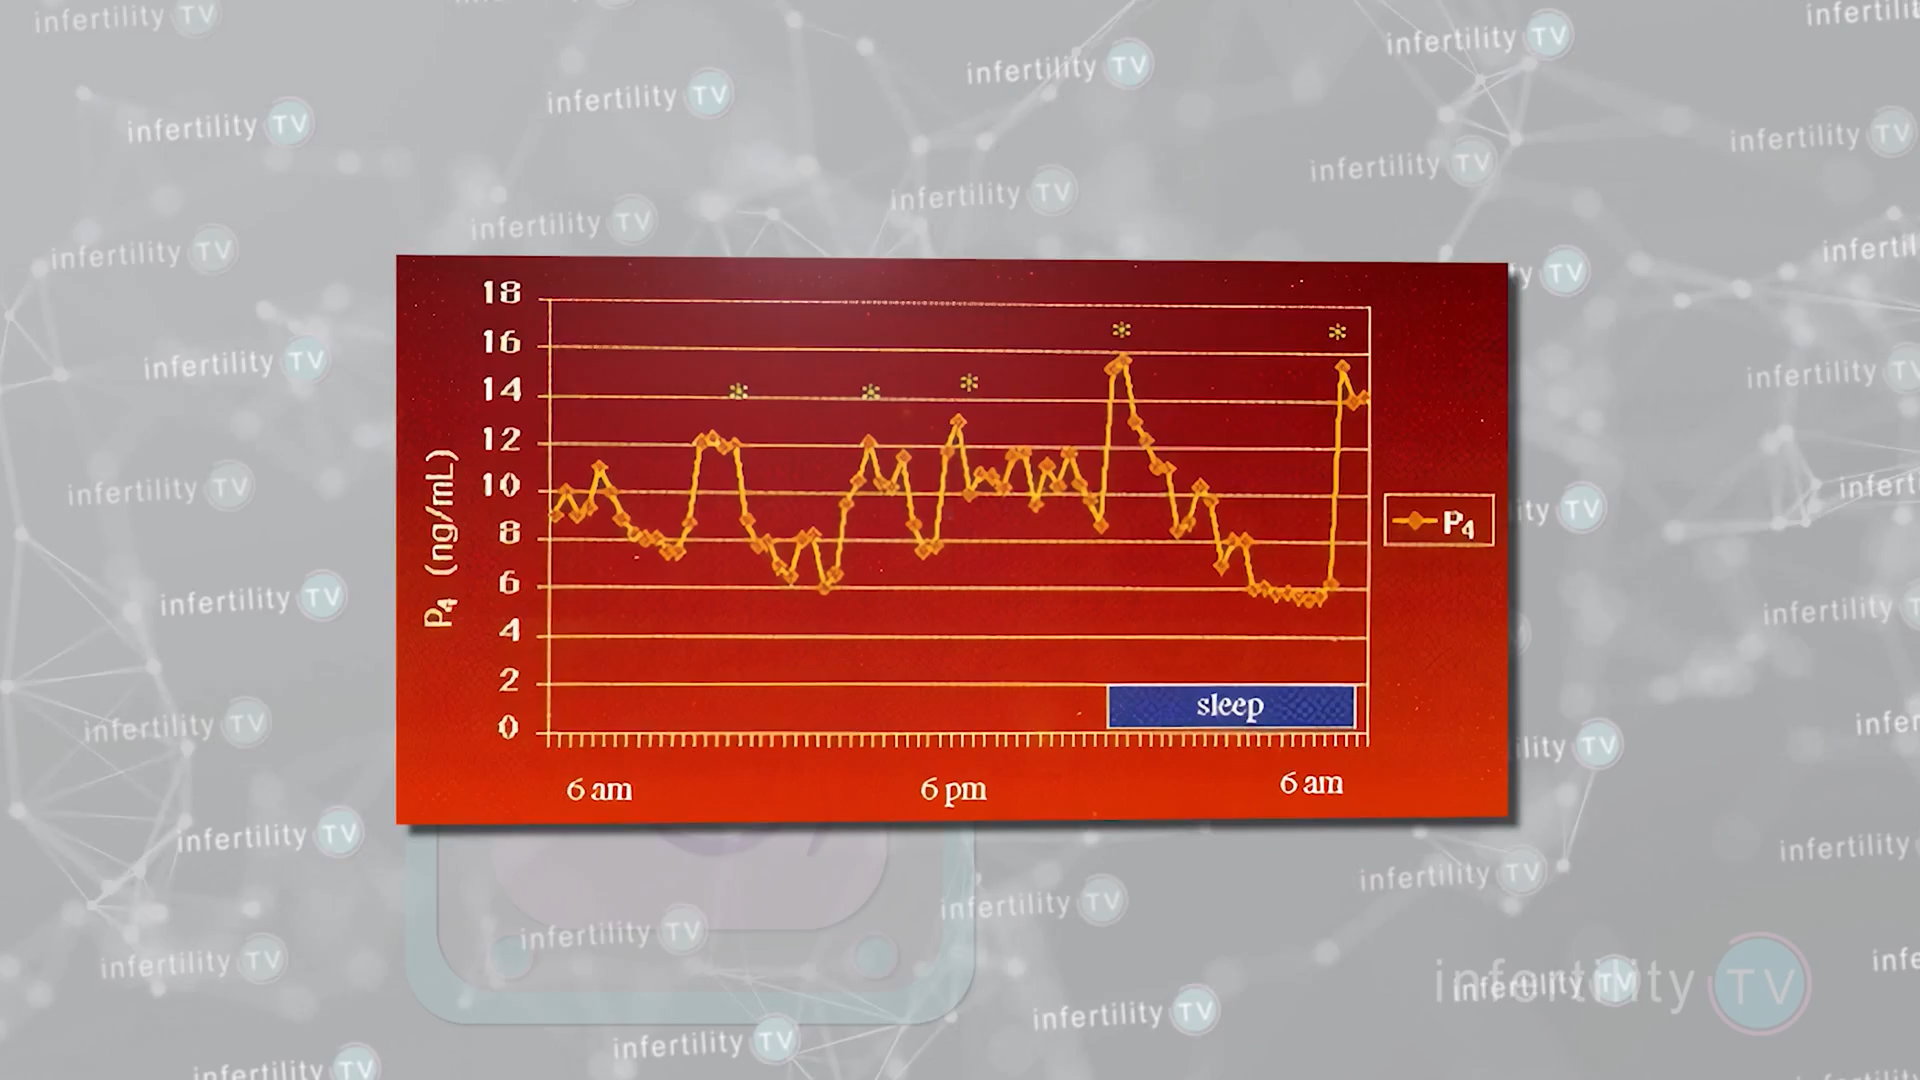 18
16
14
12
10
8
6
4
2
0
P₄ (ng/mL)
* * * * *
P₄
sleep
6 am 6 pm 6 am
infertility TV